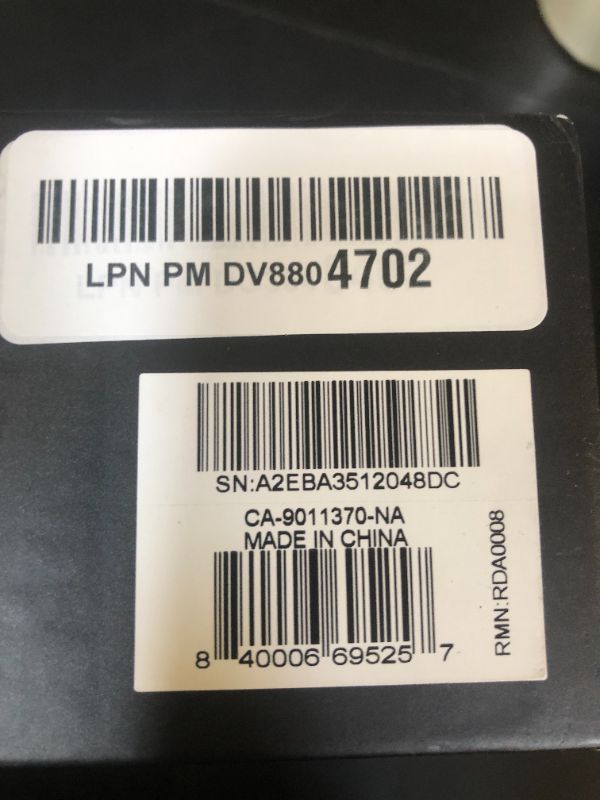 LPN PM DV8804702
SN:A2EBA3512048DC
CA-9011370-NA
MADE IN CHINA
RMN:RDA0008
8 40006 69525 7